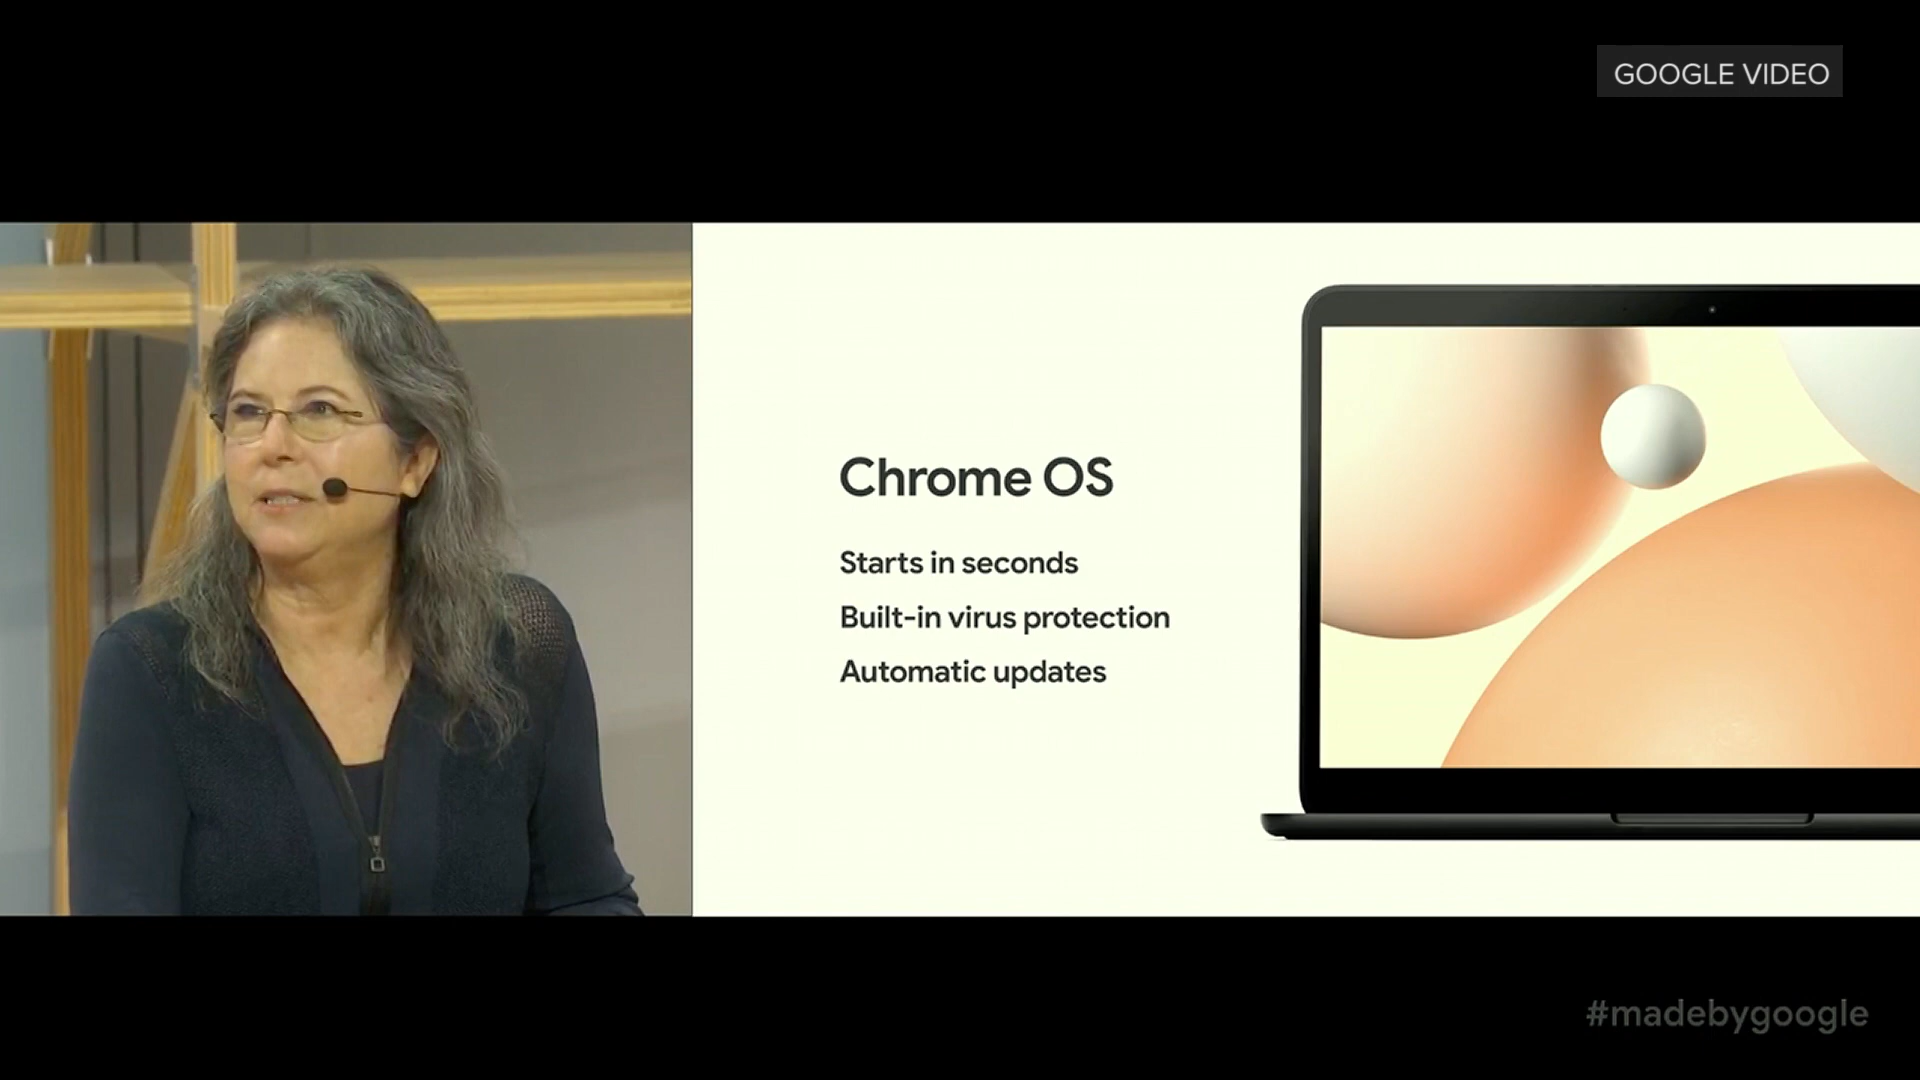 GOOGLE VIDEO
Chrome OS
Starts in seconds
Built-in virus protection
Automatic updates
#madebygoogle